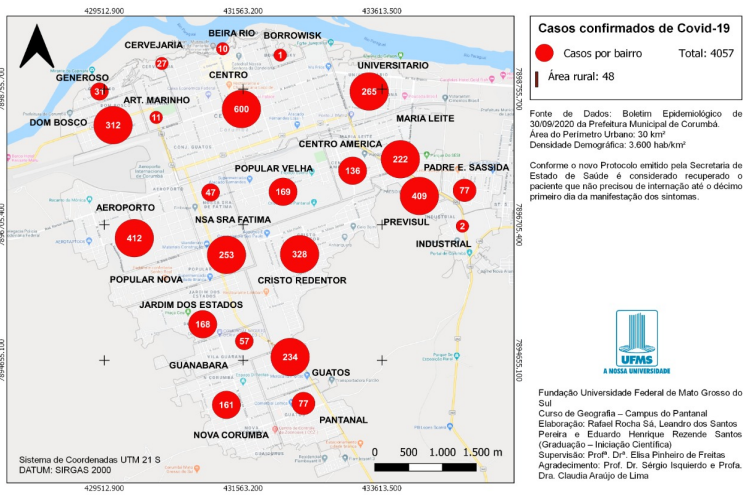 429512.900 431563.200 433613.500
7898755.700
7896705.400
7894655.100
BEIRA RIO
BORROWISK
CERVEJARIA
10
1
27
GENEROSO
CENTRO
UNIVERSITARIO
31
ART. MARINHO
265
600
DOM BOSCO
312
11
MARIA LEITE
CENTRO AMERICA
222
PADRE E. SASSIDA
POPULAR VELHA
136
47
169
409
77
AEROPORTO
NSA SRA FATIMA
PREVISUL
2
412
INDUSTRIAL
253
328
POPULAR NOVA
CRISTO REDENTOR
JARDIM DOS ESTADOS
168
57
234
GUANABARA
GUATOS
161
77
PANTANAL
NOVA CORUMBA
Sistema de Coordenadas UTM 21 S
DATUM: SIRGAS 2000
0 500 1.000 1.500 m
7898755.700
7896705.400
7894655.100
429512.900 431563.200 433613.500
Casos confirmados de Covid-19
Casos por bairro Total: 4057
Área rural: 48
Fonte de Dados: Boletim Epidemiológico de
30/09/2020 da Prefeitura Municipal de Corumbá.
Área do Perímetro Urbano: 30 km²
Densidade Demográfica: 3.600 hab/km²
Conforme o novo Protocolo emitido pela Secretaria de
Estado de Saúde é considerado recuperado o
paciente que não precisou de internação até o décimo
primeiro dia da manifestação dos sintomas.
UFMS
A NOSSA UNIVERSIDADE
Fundação Universidade Federal de Mato Grosso do
Sul
Curso de Geografia – Campus do Pantanal
Elaboração: Rafael Rocha Sá, Leandro dos Santos
Pereira e Eduardo Henrique Rezende Santos
(Graduação – Iniciação Científica)
Supervisão: Profª. Drª. Elisa Pinheiro de Freitas
Agradecimento: Prof. Dr. Sérgio Isquierdo e Profa.
Dra. Claudia Araújo de Lima